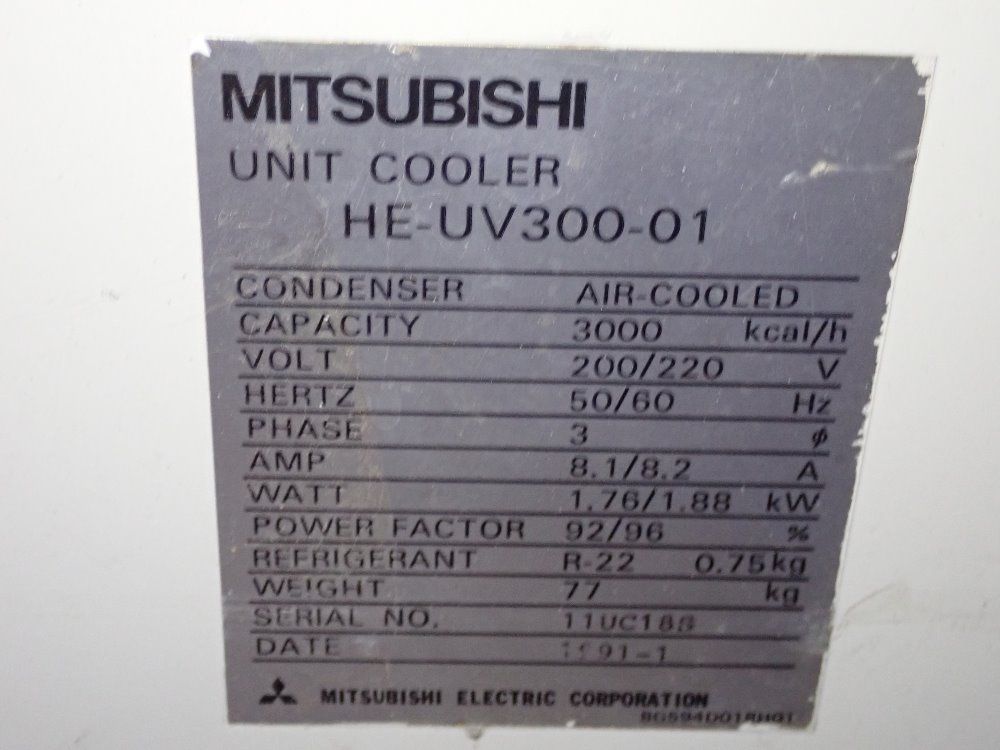 MITSUBISHI
UNIT COOLER
HE-UV300-01
CONDENSER AIR-COOLED
CAPACITY 3000 kcal/h
VOLT 200/220 V
HERTZ 50/60 Hz
PHASE 3 ϕ
AMP 8.1/8.2 A
WATT 1.76/1.88 kW
POWER FACTOR 92/96 %
REFRIGERANT R-22 0.75kg
WEIGHT 77 kg
SERIAL NO.
DATE 1991-1
MITSUBISHI ELECTRIC CORPORATION